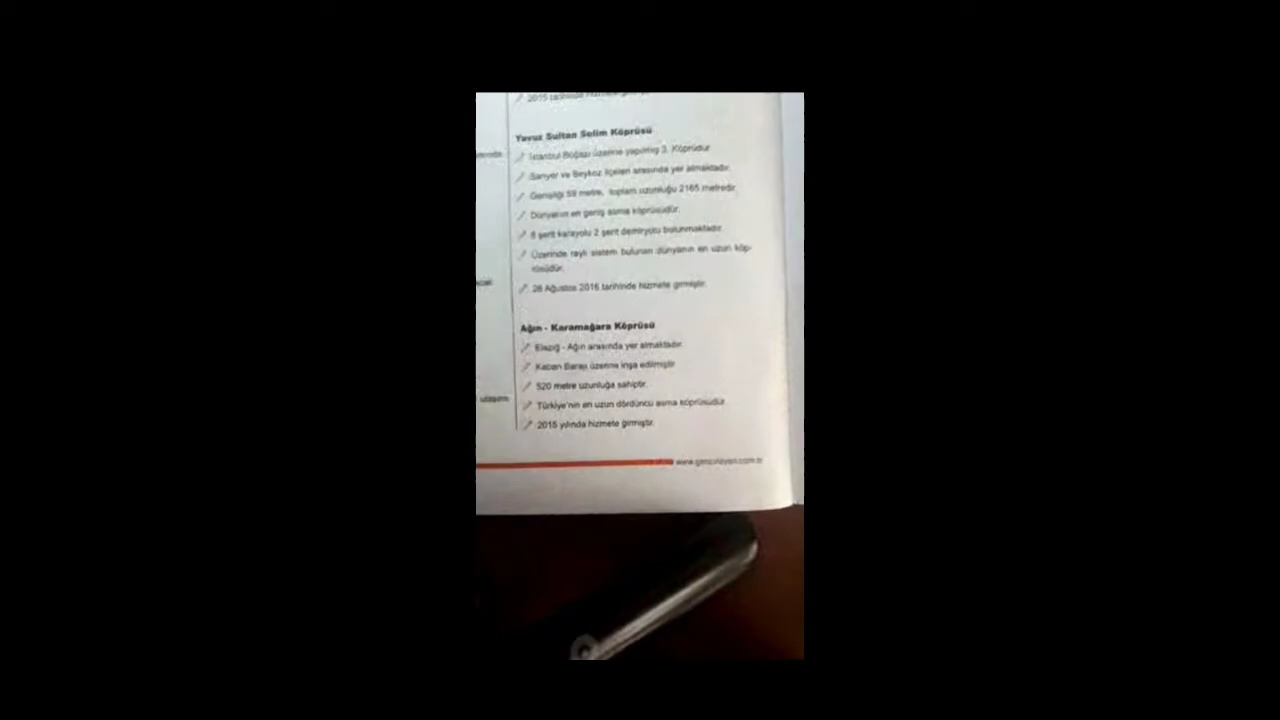 2015 tarihinde hizmete
Yavuz Sultan Selim Köprüsü
İstanbul Boğazı üzerine yapılmış 3. Köprüdür
Sarıyer ve Beykoz ilçeleri arasında yer almaktadır.
Genişliği 59 metre, toplam uzunluğu 2165 metredir.
Dünyanın en geniş asma köprüsüdür.
8 şerit karayolu 2 şerit demiryolu bulunmaktadır.
Üzerinde raylı sistem bulunan dünyanın en uzun köp-
rüsüdür.
26 Ağustos 2016 tarihinde hizmete girmiştir.
Ağın - Karamağara Köprüsü
Elazığ - Ağın arasında yer almaktadır.
Keban Barajı üzerine inşa edilmiştir
520 metre uzunluğa sahiptir.
ulaşım
Türkiye'nin en uzun dördüncü asma köprüsüdür
2015 yılında hizmete girmiştir.